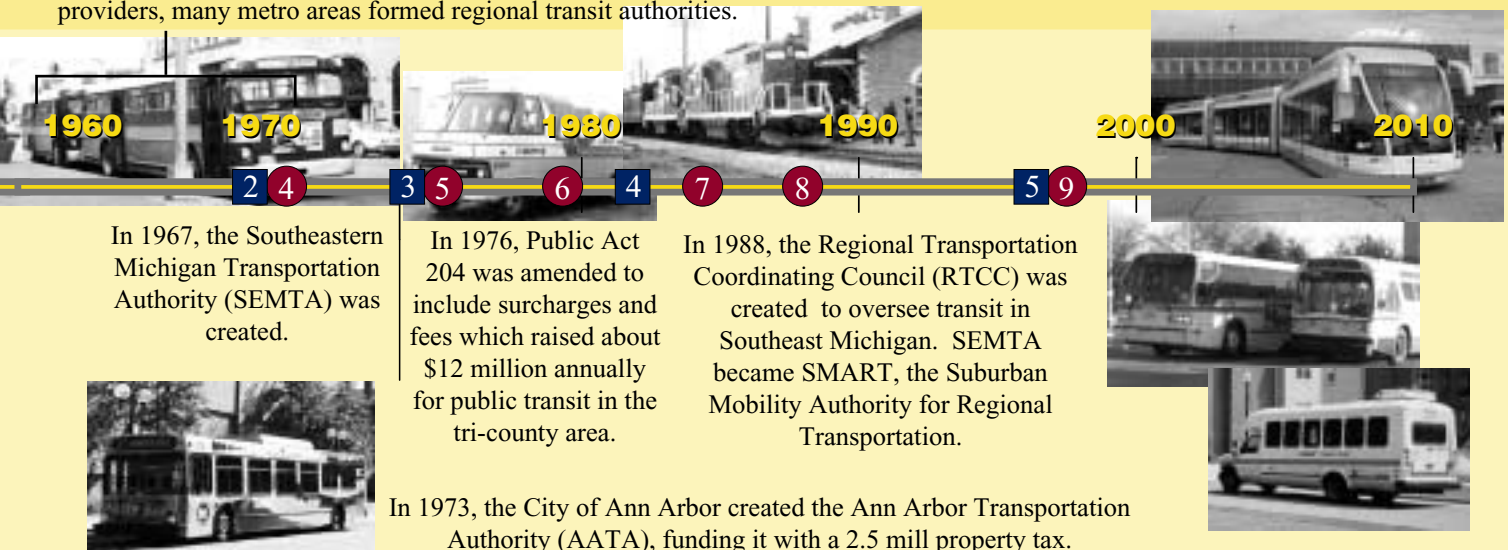 providers, many metro areas formed regional transit authorities.
1960
1970
1980
1990
2000
2010
2
4
3
5
6
4
7
8
5
9
In 1967, the Southeastern
Michigan Transportation
Authority (SEMTA) was
created.
In 1976, Public Act
204 was amended to
include surcharges and
fees which raised about
$12 million annually
for public transit in the
tri-county area.
In 1988, the Regional Transportation
Coordinating Council (RTCC) was
created to oversee transit in
Southeast Michigan. SEMTA
became SMART, the Suburban
Mobility Authority for Regional
Transportation.
In 1973, the City of Ann Arbor created the Ann Arbor Transportation
Authority (AATA), funding it with a 2.5 mill property tax.